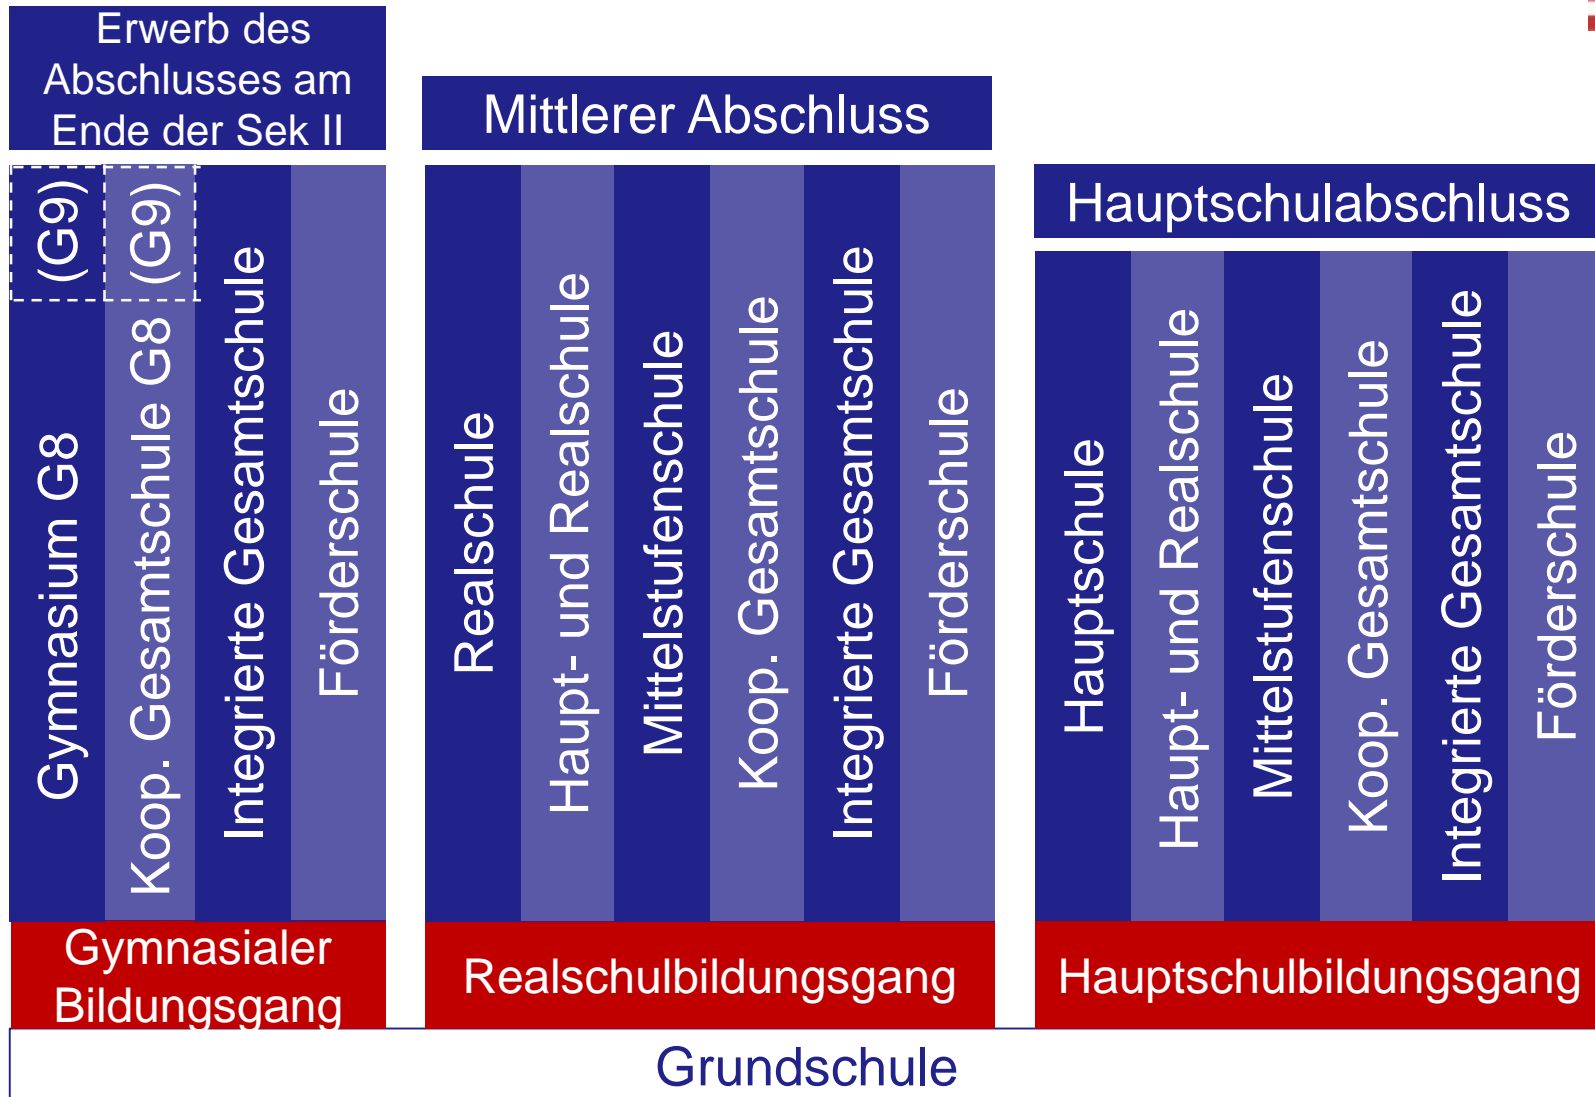 Erwerb des
Abschlusses am
Ende der Sek II
Mittlerer Abschluss
Hauptschulabschluss
Gymnasium G8 (G9)
Koop. Gesamtschule G8 (G9)
Integrierte Gesamtschule
Förderschule
Realschule
Haupt- und Realschule
Mittelstufenschule
Koop. Gesamtschule
Integrierte Gesamtschule
Förderschule
Hauptschule
Haupt- und Realschule
Mittelstufenschule
Koop. Gesamtschule
Integrierte Gesamtschule
Förderschule
Gymnasialer
Bildungsgang
Realschulbildungsgang
Hauptschulbildungsgang
Grundschule